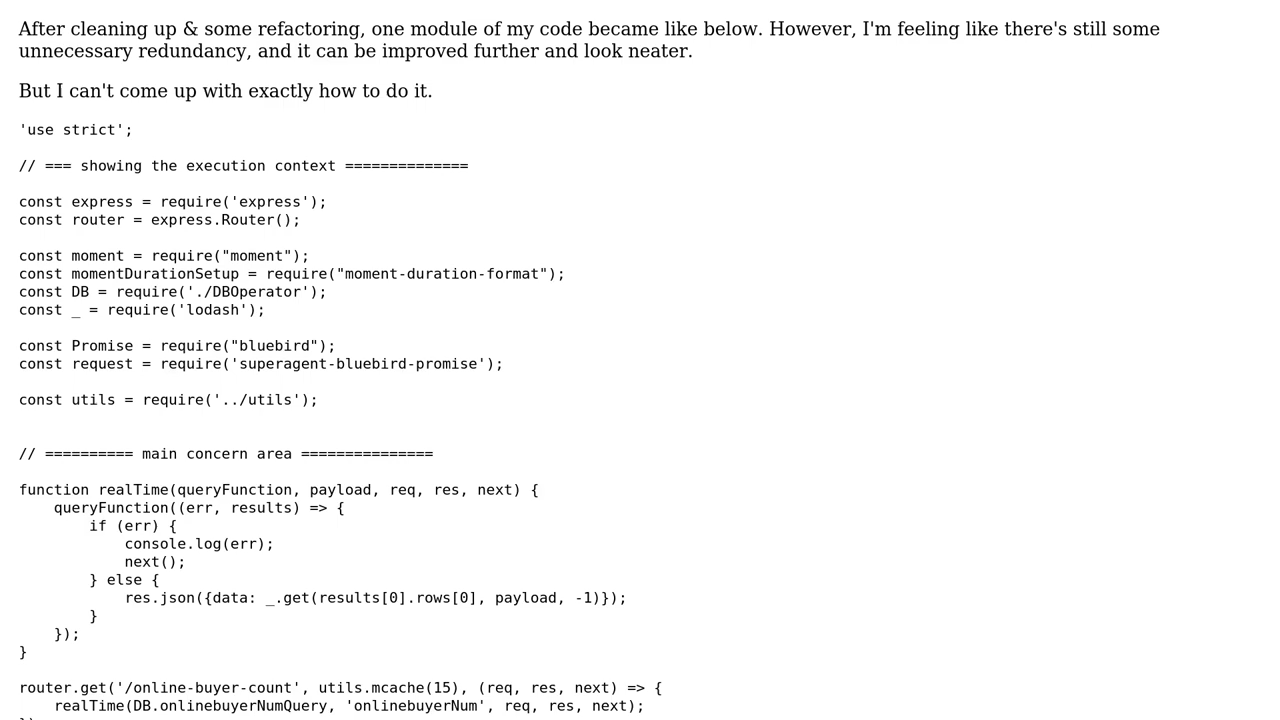 After cleaning up & some refactoring, one module of my code became like below. However, I'm feeling like there's still some
unnecessary redundancy, and it can be improved further and look neater.
But I can't come up with exactly how to do it.
'use strict';
// === showing the execution context ==============
const express = require('express');
const router = express.Router();
const moment = require("moment");
const momentDurationSetup = require("moment-duration-format");
const DB = require('./DBOperator');
const _ = require('lodash');
const Promise = require("bluebird");
const request = require('superagent-bluebird-promise');
const utils = require('../utils');
// ========== main concern area ===============
function realTime(queryFunction, payload, req, res, next) {
    queryFunction((err, results) => {
        if (err) {
            console.log(err);
            next();
        } else {
            res.json({data: _.get(results[0].rows[0], payload, -1)});
        }
    });
}
router.get('/online-buyer-count', utils.mcache(15), (req, res, next) => {
    realTime(DB.onlinebuyerNumQuery, 'onlinebuyerNum', req, res, next);